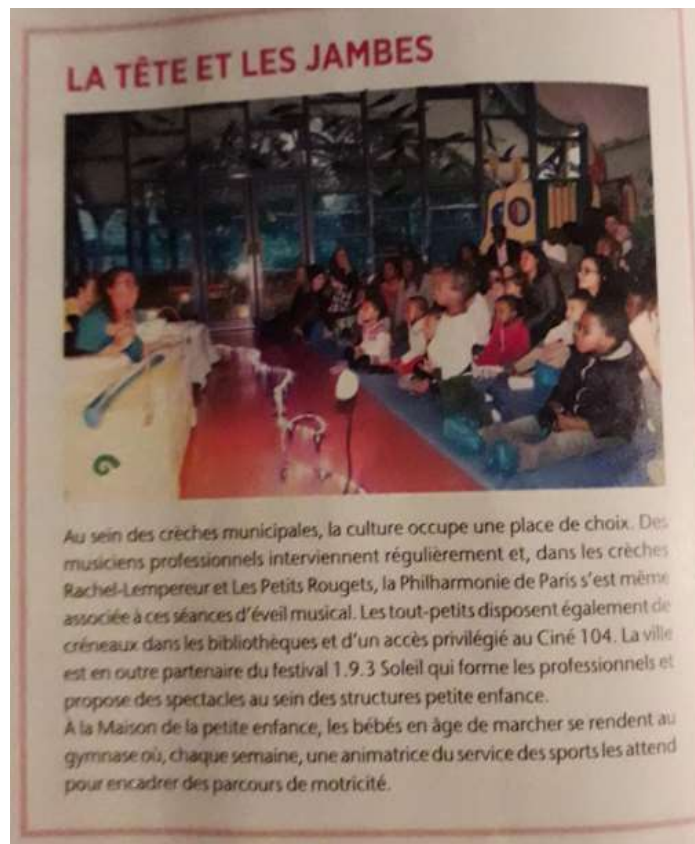 LA TÊTE ET LES JAMBES
Au sein des crèches municipales, la culture occupe une place de choix. Des
musiciens professionnels interviennent régulièrement et, dans les crèches
Rachel-Lempereur et Les Petits Rougets, la Philharmonie de Paris s'est même
associée à ces séances d'éveil musical. Les tout-petits disposent également de
créneaux dans les bibliothèques et d'un accès privilégié au Ciné 104. La ville
est en outre partenaire du festival 1.9.3 Soleil qui forme les professionnels et
propose des spectacles au sein des structures petite enfance.
À la Maison de la petite enfance, les bébés en âge de marcher se rendent au
gymnase où, chaque semaine, une animatrice du service des sports les attend
pour encadrer des parcours de motricité.